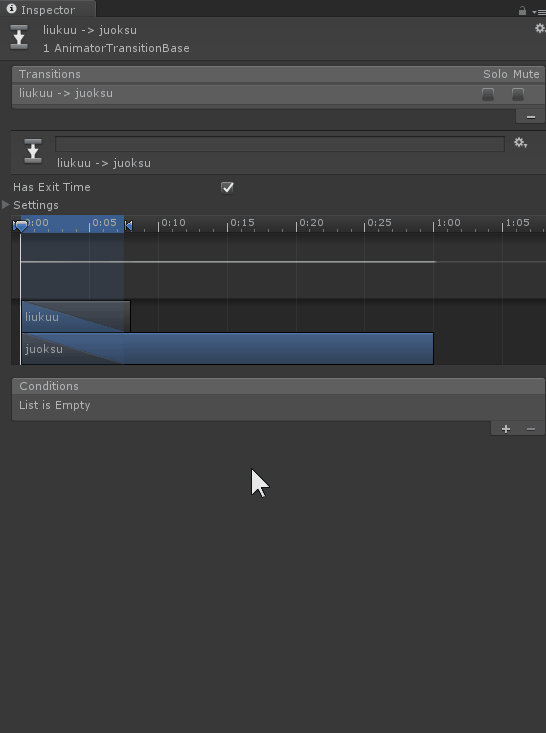 Inspector
liukuu -> juoksu
1 AnimatorTransitionBase
Transitions Solo Mute
liukuu -> juoksu
liukuu -> juoksu
Has Exit Time
Settings
0:00 0:05 0:10 0:15 0:20 0:25 1:00 1:05
liukuu
juoksu
Conditions
List is Empty